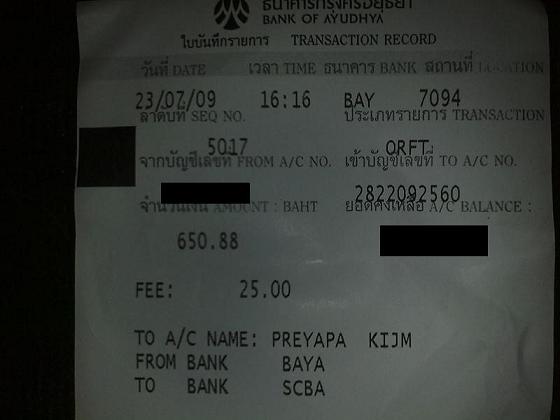 ธนาคารกรุงศรีอยุธยา
BANK OF AYUDHYA
ใบบันทึกรายการ TRANSACTION RECORD
วันที่ DATE เวลา TIME ธนาคาร BANK สถานที่ LOCATION
23/07/09 16:16 BAY 7094
ลำดับที่ SEQ NO. ประเภทรายการ TRANSACTION
5017 ORFT
จากบัญชีเลขที่ FROM A/C NO. เข้าบัญชีเลขที่ TO A/C NO.
2822092560
จำนวนเงิน AMOUNT : BAHT ยอดคงเหลือ A/C BALANCE :
650.88
FEE: 25.00
TO A/C NAME: PREYAPA KIJM
FROM BANK BAYA
TO BANK SCBA